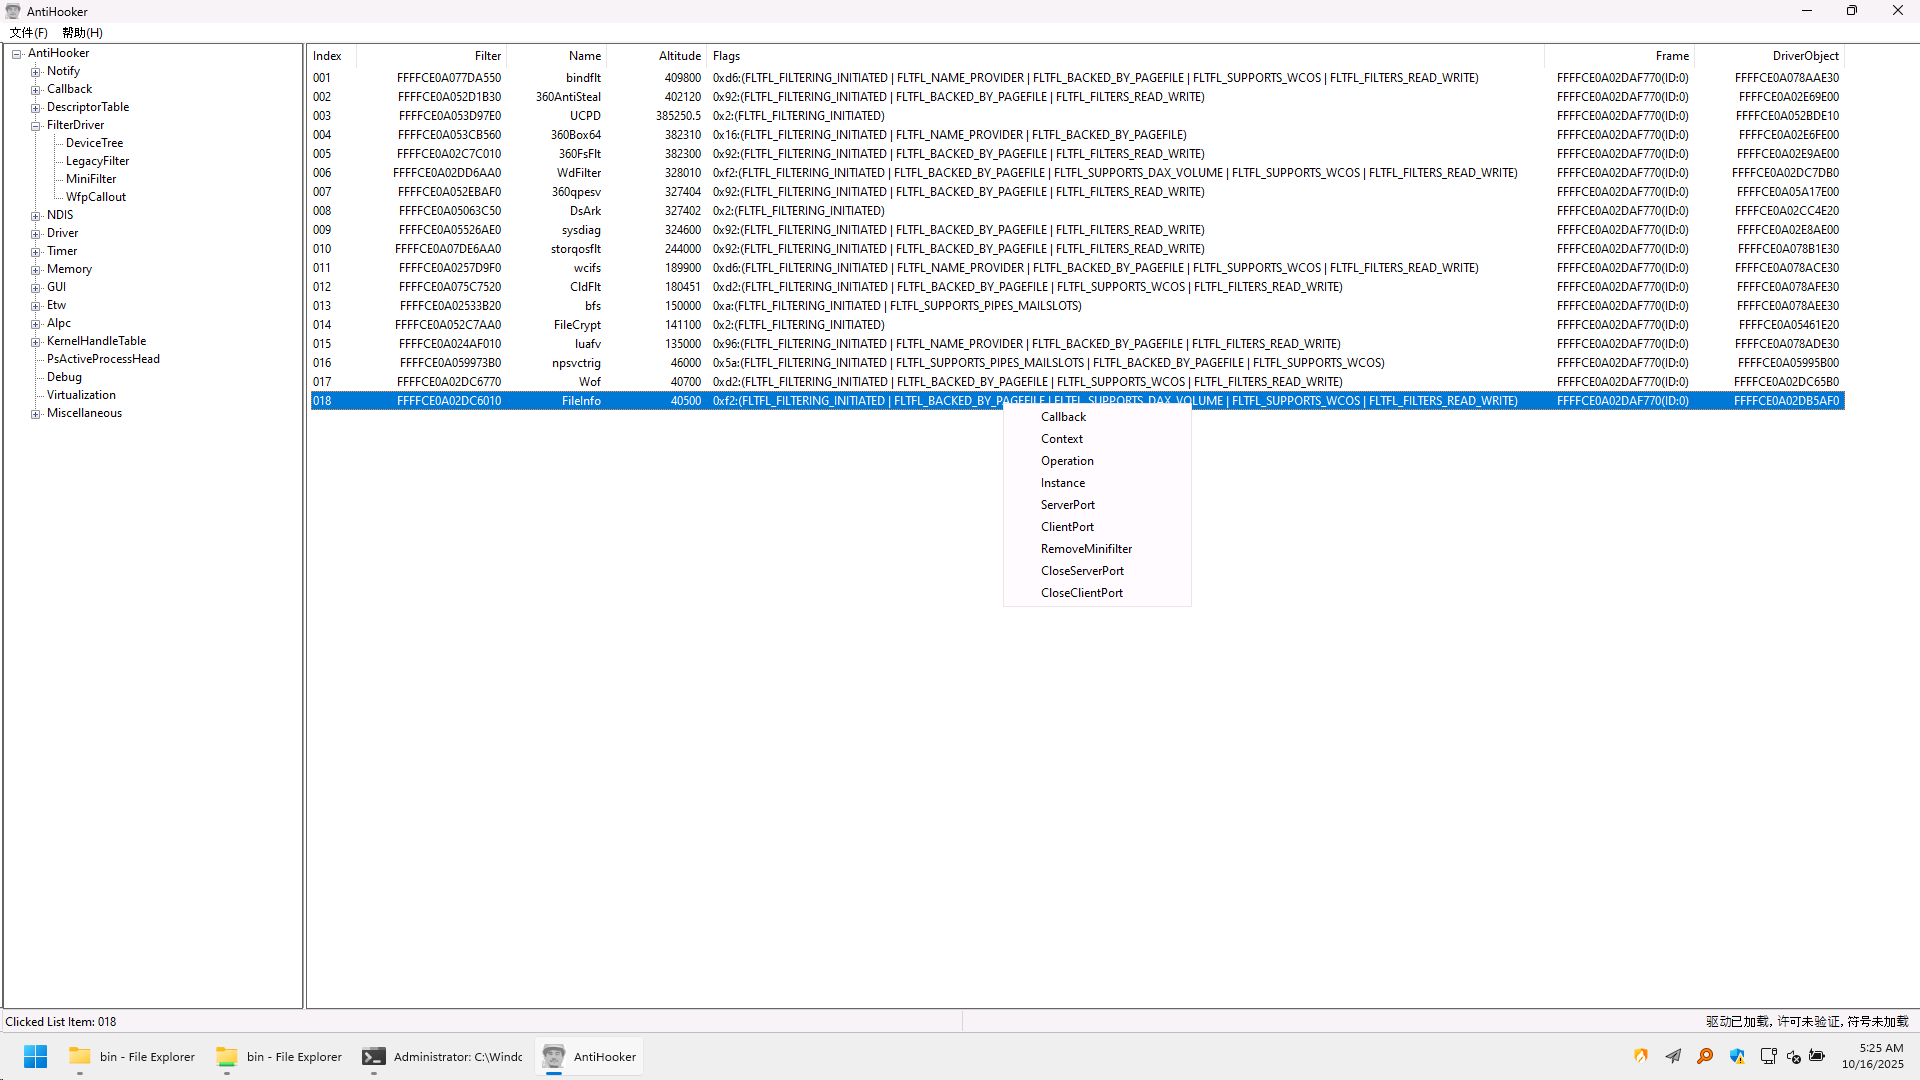 AntiHooker
文件(F) 帮助(H)
AntiHooker
Notify
Callback
DescriptorTable
FilterDriver
DeviceTree
LegacyFilter
MiniFilter
WfpCallout
NDIS
Driver
Timer
Memory
GUI
Etw
Alpc
KernelHandleTable
PsActiveProcessHead
Debug
Virtualization
Miscellaneous
Index Filter Name Altitude Flags Frame DriverObject
001 FFFFCE0A077DA550 bindflt 409800 0xd6:(FLTFL_FILTERING_INITIATED | FLTFL_NAME_PROVIDER | FLTFL_BACKED_BY_PAGEFILE | FLTFL_SUPPORTS_WCOS | FLTFL_FILTERS_READ_WRITE) FFFFCE0A02DAF770(ID:0) FFFFCE0A078AAE30
002 FFFFCE0A052D1B30 360AntiSteal 402120 0x92:(FLTFL_FILTERING_INITIATED | FLTFL_BACKED_BY_PAGEFILE | FLTFL_FILTERS_READ_WRITE) FFFFCE0A02DAF770(ID:0) FFFFCE0A02E69E00
003 FFFFCE0A053D97E0 UCPD 385250.5 0x2:(FLTFL_FILTERING_INITIATED) FFFFCE0A02DAF770(ID:0) FFFFCE0A052BDE10
004 FFFFCE0A053CB560 360Box64 382310 0x16:(FLTFL_FILTERING_INITIATED | FLTFL_NAME_PROVIDER | FLTFL_BACKED_BY_PAGEFILE) FFFFCE0A02DAF770(ID:0) FFFFCE0A02E6FE00
005 FFFFCE0A02C7C010 360FsFlt 382300 0x92:(FLTFL_FILTERING_INITIATED | FLTFL_BACKED_BY_PAGEFILE | FLTFL_FILTERS_READ_WRITE) FFFFCE0A02DAF770(ID:0) FFFFCE0A02E9AE00
006 FFFFCE0A02DD6AA0 WdFilter 328010 0xf2:(FLTFL_FILTERING_INITIATED | FLTFL_BACKED_BY_PAGEFILE | FLTFL_SUPPORTS_DAX_VOLUME | FLTFL_SUPPORTS_WCOS | FLTFL_FILTERS_READ_WRITE) FFFFCE0A02DAF770(ID:0) FFFFCE0A02DC7DB0
007 FFFFCE0A052EBAF0 360qpesv 327404 0x92:(FLTFL_FILTERING_INITIATED | FLTFL_BACKED_BY_PAGEFILE | FLTFL_FILTERS_READ_WRITE) FFFFCE0A02DAF770(ID:0) FFFFCE0A05A17E00
008 FFFFCE0A05063C50 DsArk 327402 0x2:(FLTFL_FILTERING_INITIATED) FFFFCE0A02DAF770(ID:0) FFFFCE0A02CC4E20
009 FFFFCE0A05526AE0 sysdiag 324600 0x92:(FLTFL_FILTERING_INITIATED | FLTFL_BACKED_BY_PAGEFILE | FLTFL_FILTERS_READ_WRITE) FFFFCE0A02DAF770(ID:0) FFFFCE0A02E8AE00
010 FFFFCE0A07DE6AA0 storqosflt 244000 0x92:(FLTFL_FILTERING_INITIATED | FLTFL_BACKED_BY_PAGEFILE | FLTFL_FILTERS_READ_WRITE) FFFFCE0A02DAF770(ID:0) FFFFCE0A078B1E30
011 FFFFCE0A0257D9F0 wcifs 189900 0xd6:(FLTFL_FILTERING_INITIATED | FLTFL_NAME_PROVIDER | FLTFL_BACKED_BY_PAGEFILE | FLTFL_SUPPORTS_WCOS | FLTFL_FILTERS_READ_WRITE) FFFFCE0A02DAF770(ID:0) FFFFCE0A078ACE30
012 FFFFCE0A075C7520 CldFlt 180451 0xd2:(FLTFL_FILTERING_INITIATED | FLTFL_BACKED_BY_PAGEFILE | FLTFL_SUPPORTS_WCOS | FLTFL_FILTERS_READ_WRITE) FFFFCE0A02DAF770(ID:0) FFFFCE0A078AFE30
013 FFFFCE0A02533B20 bfs 150000 0xa:(FLTFL_FILTERING_INITIATED | FLTFL_SUPPORTS_PIPES_MAILSLOTS) FFFFCE0A02DAF770(ID:0) FFFFCE0A078AEE30
014 FFFFCE0A052C7AA0 FileCrypt 141100 0x2:(FLTFL_FILTERING_INITIATED) FFFFCE0A02DAF770(ID:0) FFFFCE0A05461E20
015 FFFFCE0A024AF010 luafv 135000 0x96:(FLTFL_FILTERING_INITIATED | FLTFL_NAME_PROVIDER | FLTFL_BACKED_BY_PAGEFILE | FLTFL_FILTERS_READ_WRITE) FFFFCE0A02DAF770(ID:0) FFFFCE0A078ADE30
016 FFFFCE0A059973B0 npsvctrig 46000 0x5a:(FLTFL_FILTERING_INITIATED | FLTFL_SUPPORTS_PIPES_MAILSLOTS | FLTFL_BACKED_BY_PAGEFILE | FLTFL_SUPPORTS_WCOS) FFFFCE0A02DAF770(ID:0) FFFFCE0A05995B00
017 FFFFCE0A02DC6770 Wof 40700 0xd2:(FLTFL_FILTERING_INITIATED | FLTFL_BACKED_BY_PAGEFILE | FLTFL_SUPPORTS_WCOS | FLTFL_FILTERS_READ_WRITE) FFFFCE0A02DAF770(ID:0) FFFFCE0A02DC65B0
018 FFFFCE0A02DC6010 FileInfo 40500 0xf2:(FLTFL_FILTERING_INITIATED | FLTFL_BACKED_BY_PAGEFILE | FLTFL_SUPPORTS_DAX_VOLUME | FLTFL_SUPPORTS_WCOS | FLTFL_FILTERS_READ_WRITE) FFFFCE0A02DAF770(ID:0) FFFFCE0A02DB5AF0
Callback
Context
Operation
Instance
ServerPort
ClientPort
RemoveMinifilter
CloseServerPort
CloseClientPort
Clicked List Item: 018
驱动已加载, 许可未验证, 符号未加载
bin - File Explorer
bin - File Explorer
Administrator: C:\Windc
AntiHooker
5:25 AM
10/16/2025